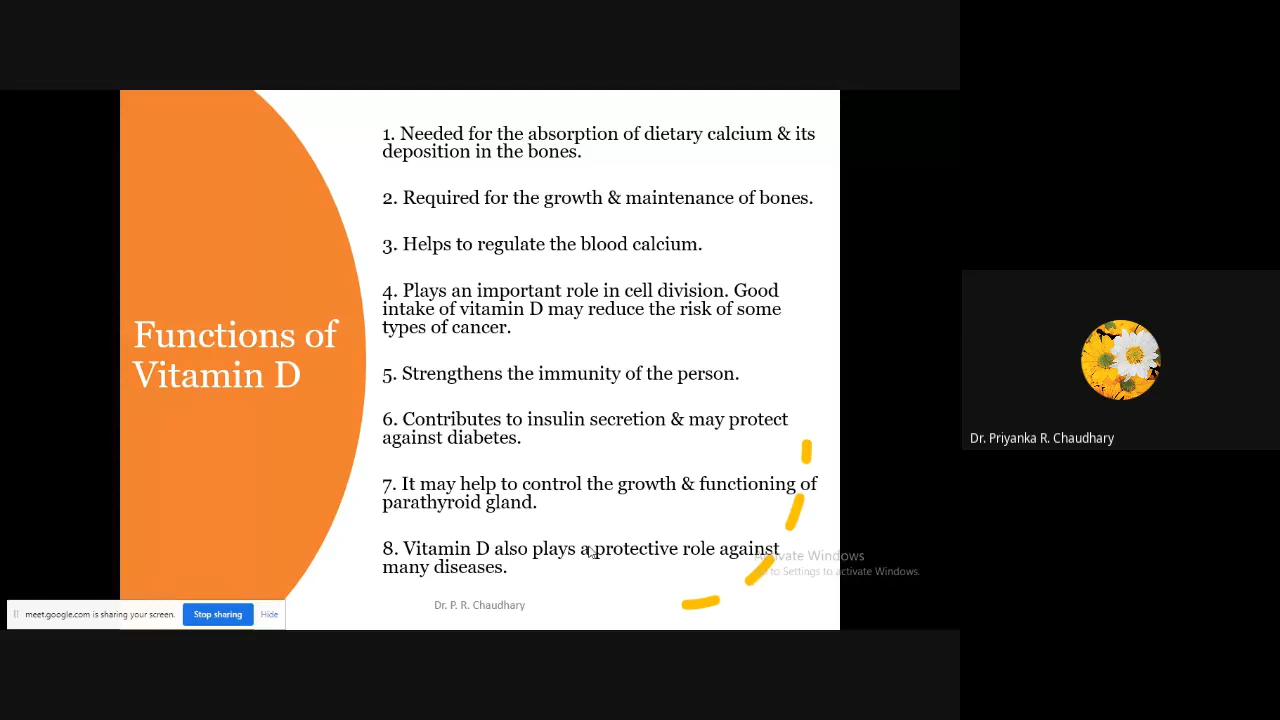 Functions of
Vitamin D
1. Needed for the absorption of dietary calcium & its
deposition in the bones.
2. Required for the growth & maintenance of bones.
3. Helps to regulate the blood calcium.
4. Plays an important role in cell division. Good
intake of vitamin D may reduce the risk of some
types of cancer.
5. Strengthens the immunity of the person.
6. Contributes to insulin secretion & may protect
against diabetes.
7. It may help to control the growth & functioning of
parathyroid gland.
8. Vitamin D also plays a protective role against
many diseases.
Dr. P. R. Chaudhary
Activate Windows
to Settings to activate Windows.
meet.google.com is sharing your screen.
Stop sharing
Hide
Dr. Priyanka R. Chaudhary